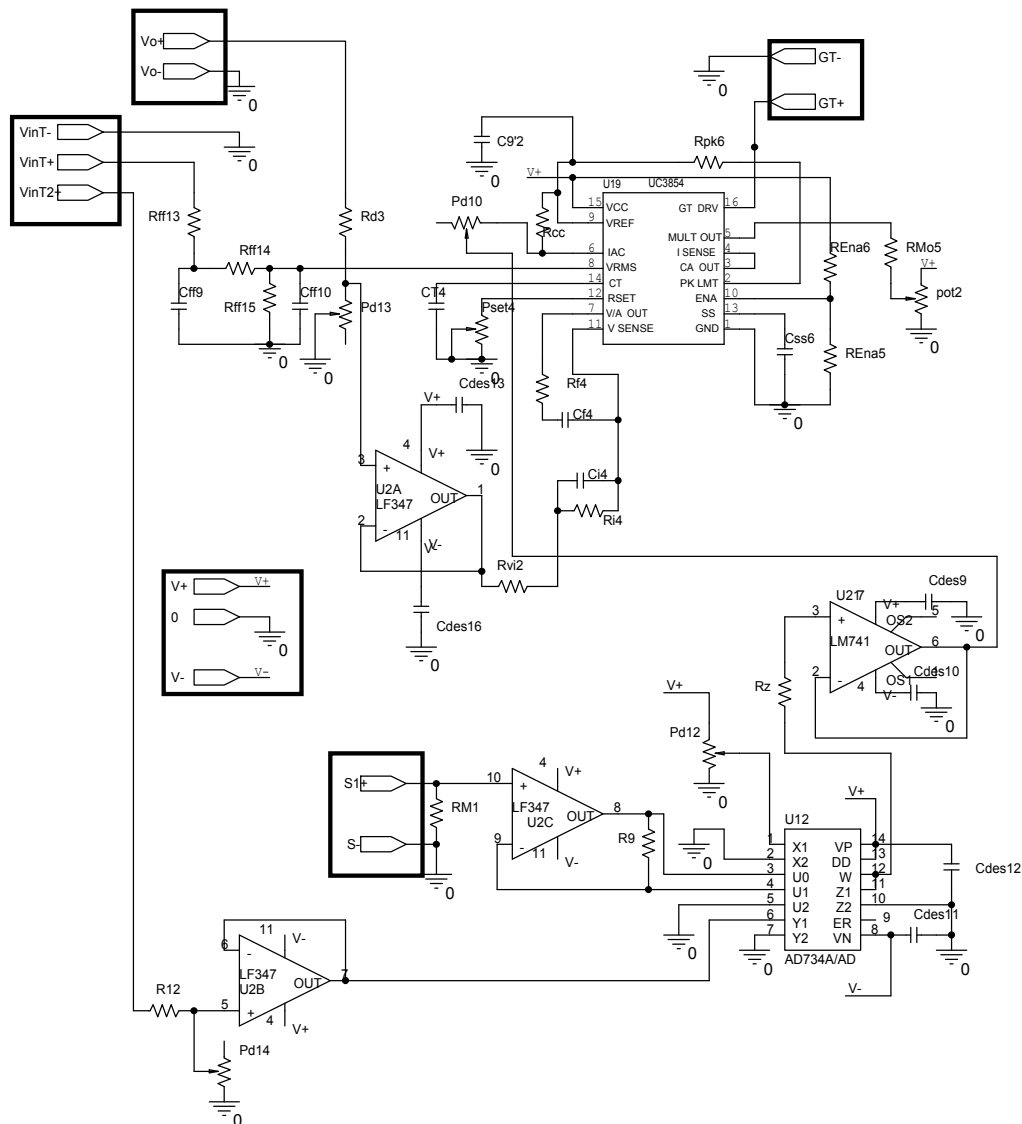 Vo+
Vo-
0
GT-
GT+
0
VinT-
VinT+
VinT2+
0
C9'2
0
Rpk6
V+
U19
UC3854
Rff13
Rd3
Pd10
Rcc
15 VCC
9 VREF
6 IAC
8 VRMS
14 CT
12 RSET
7 V/A OUT
11 V SENSE
GT DRV 16
MULT OUT 5
I SENSE 4
CA OUT 3
PK LMT 2
ENA 10
SS 13
GND 1
REna6
RMo5
V+
pot2
0
Rff14
Cff9
Rff15
Cff10
0
Pd13
0
CT4
Pset4
0
Css6
REna5
0
Cdes13
V+
0
Rf4
Cf4
4
V+
3
+
U2A
LF347
OUT
1
2
-
11
V-
V-
Ci4
Ri4
Rvi2
Cdes16
0
V+
V+
0
0
V-
V-
U217
Cdes9
3
+
V+
5
OS2
0
LM741
OUT
6
2
-
4
OS1
1
V-
Cdes10
0
Rz
V+
Pd12
0
S1+
S-
RM1
0
10
+
4
V+
LF347
U2C
OUT
8
9
-
11
V-
R9
V+
U12
0
1 X1
2 X2
3 U0
4 U1
5 U2
6 Y1
7 Y2
VP 14
DD 13
W 12
Z1 11
Z2 10
ER 9
VN 8
AD734A/AD
Cdes12
Cdes11
0
0
0
V-
6
-
11
V-
LF347
U2B
OUT
7
R12
5
+
4
V+
Pd14
0